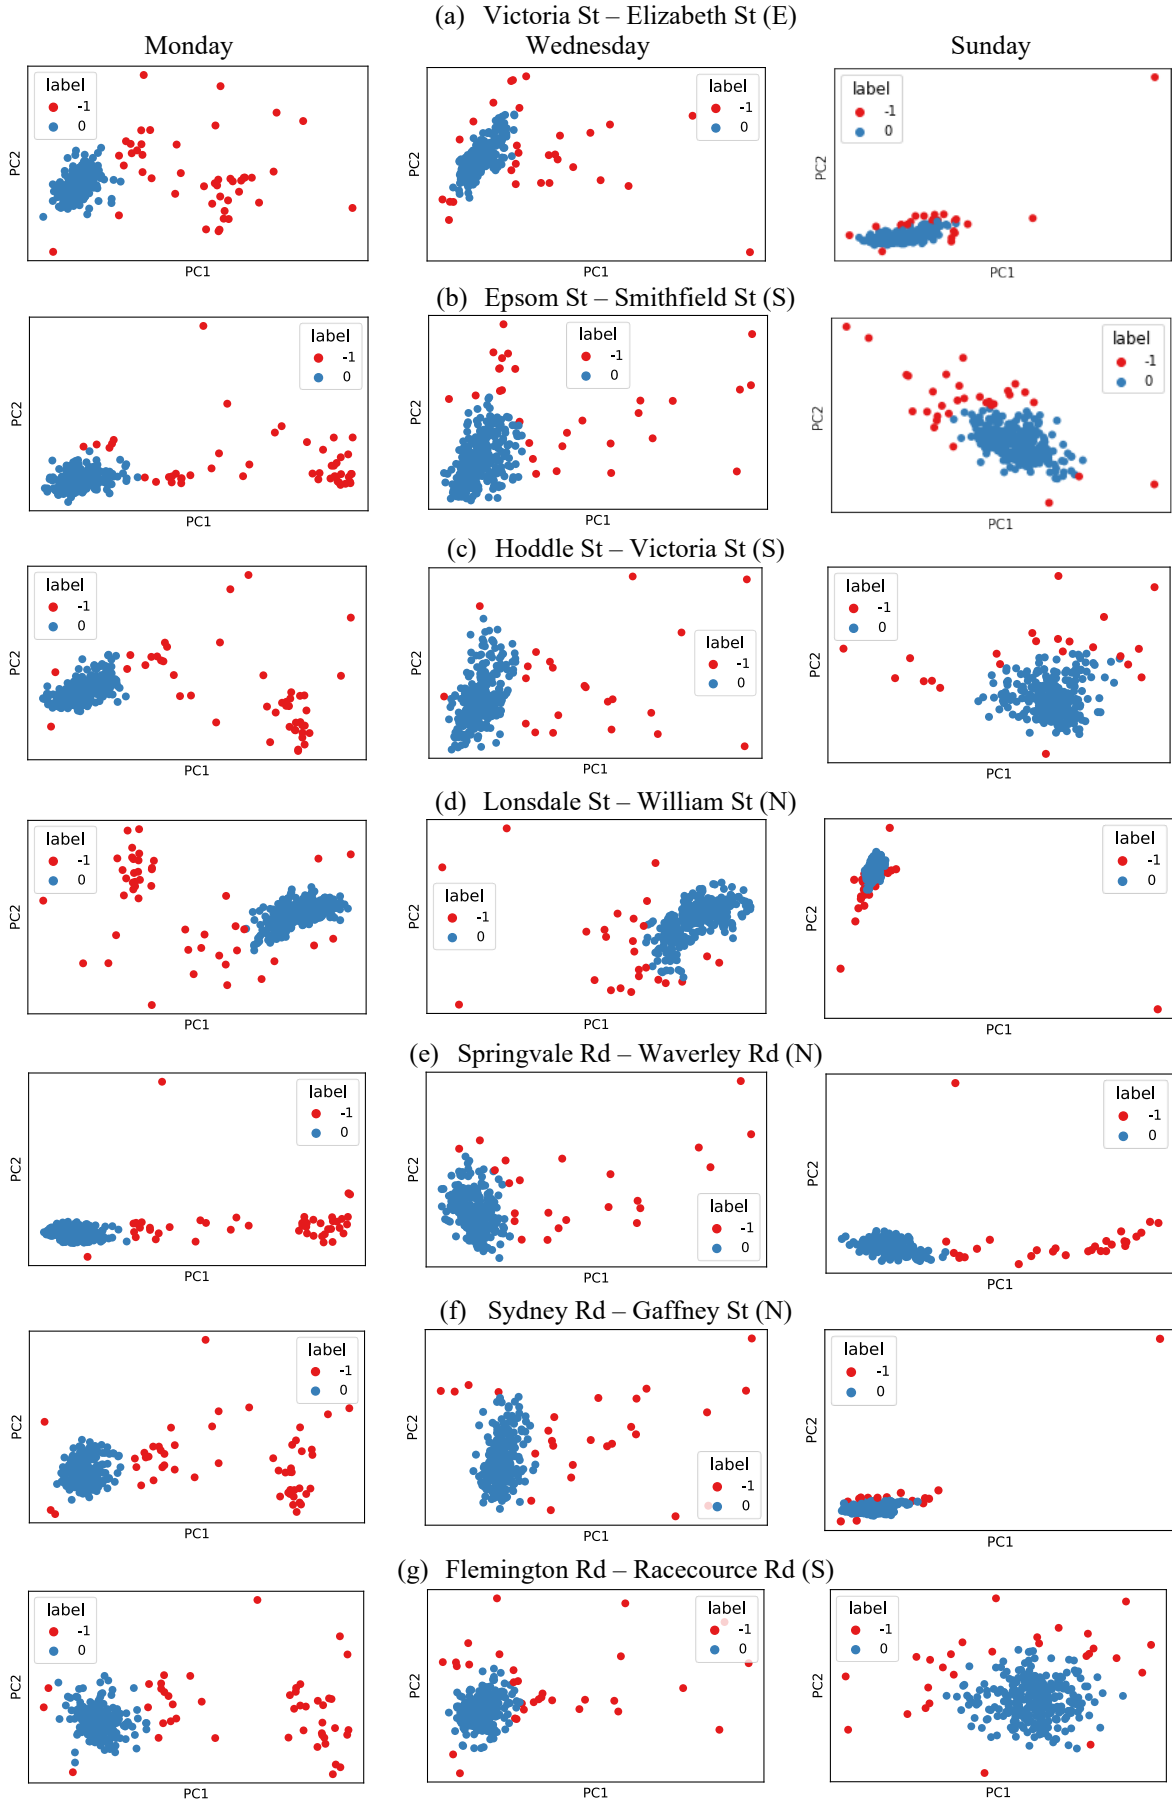 (a) Victoria St – Elizabeth St (E)
Monday Wednesday Sunday
label
-1
0
PC2
PC1
label
-1
0
PC2
PC1
label
-1
0
PC2
PC1
(b) Epsom St – Smithfield St (S)
label
-1
0
PC2
PC1
label
-1
0
PC2
PC1
label
-1
0
PC2
PC1
(c) Hoddle St – Victoria St (S)
label
-1
0
PC2
PC1
label
-1
0
PC2
PC1
label
-1
0
PC2
PC1
(d) Lonsdale St – William St (N)
label
-1
0
PC2
PC1
label
-1
0
PC2
PC1
label
-1
0
PC2
PC1
(e) Springvale Rd – Waverley Rd (N)
label
-1
0
PC2
PC1
label
-1
0
PC2
PC1
label
-1
0
PC2
PC1
(f) Sydney Rd – Gaffney St (N)
label
-1
0
PC2
PC1
label
-1
0
PC2
PC1
label
-1
0
PC2
PC1
(g) Flemington Rd – Racecource Rd (S)
label
-1
0
PC2
PC1
label
-1
0
PC2
PC1
label
-1
0
PC2
PC1